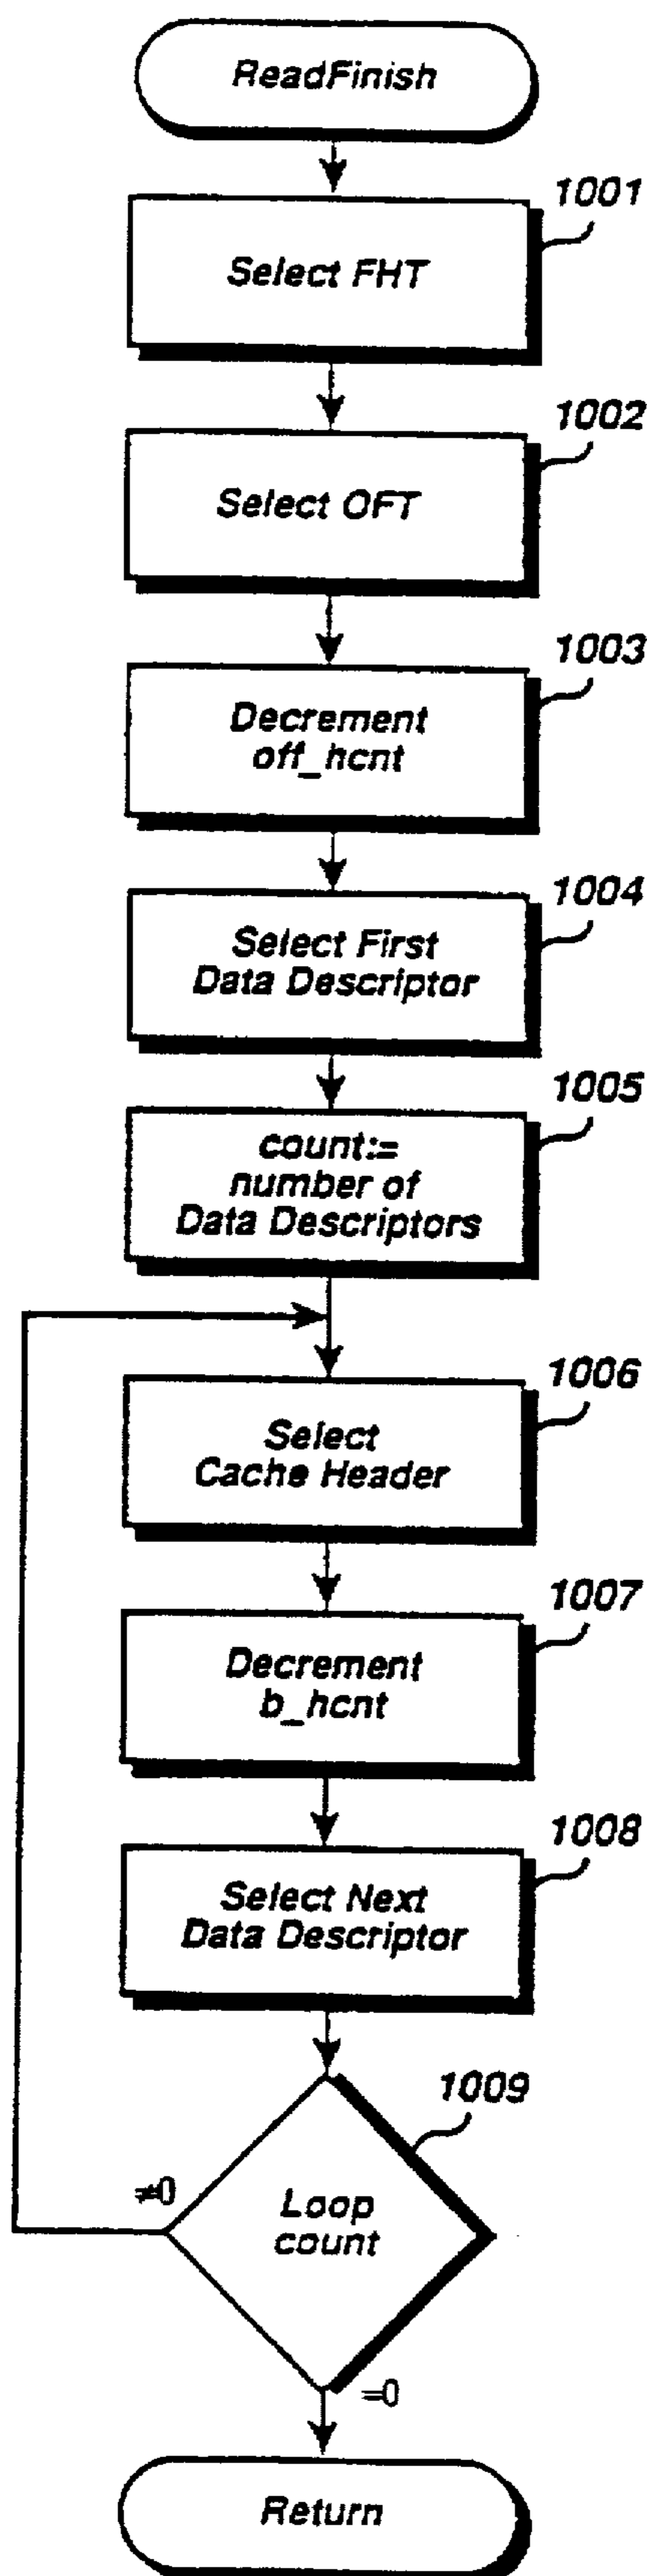 ReadFinish
1001
Select FHT
1002
Select OFT
1003
Decrement
off_hcnt
1004
Select First
Data Descriptor
1005
count:=
number of
Data Descriptors
1006
Select
Cache Header
1007
Decrement
b_hcnt
1008
Select Next
Data Descriptor
1009
≠0
Loop
count
=0
Return